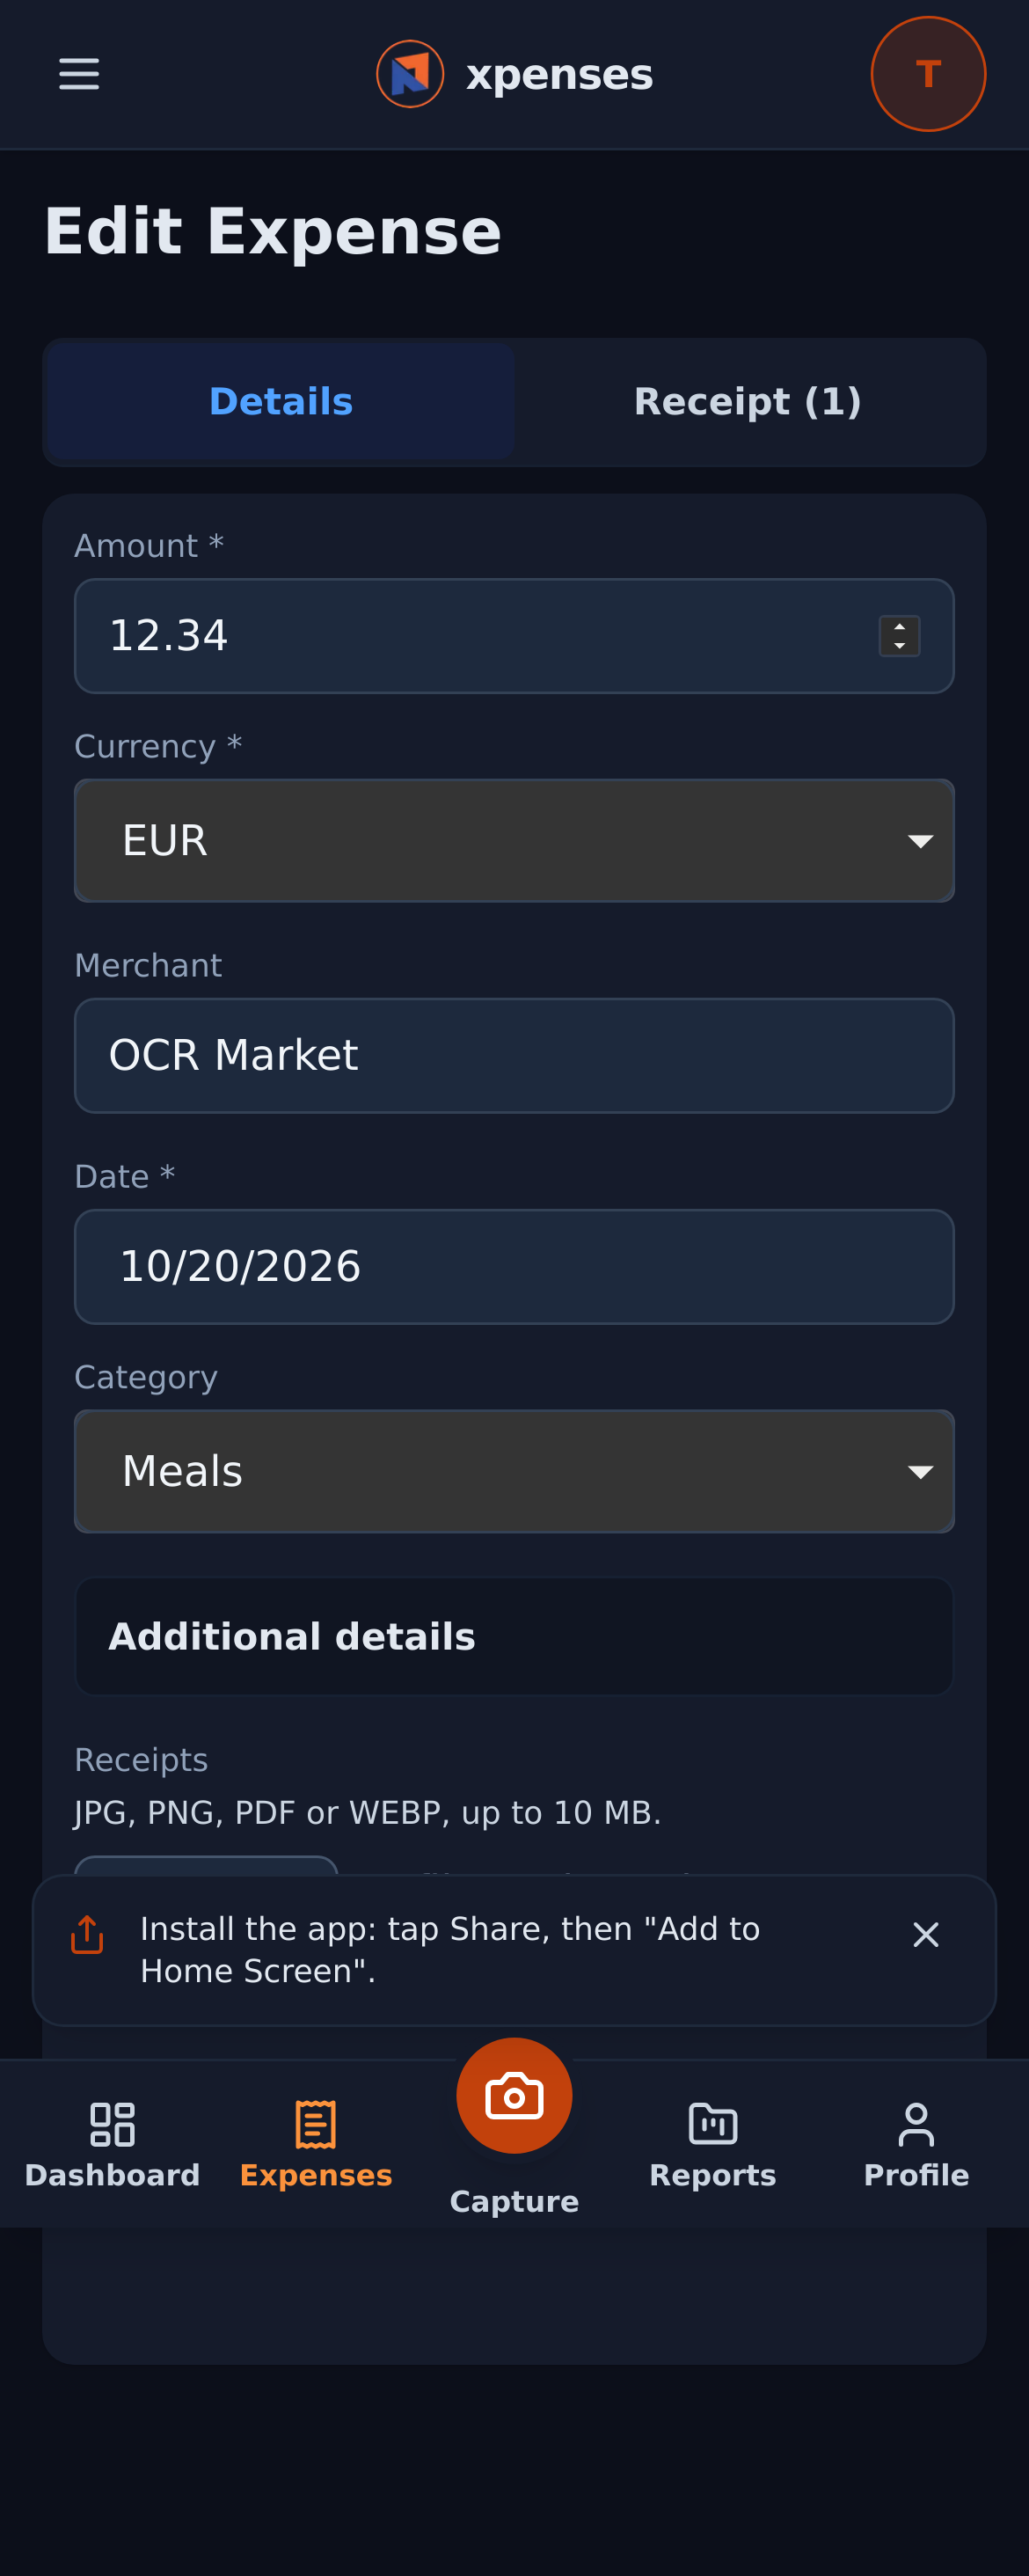 xpenses
T
Edit Expense
Details
Receipt (1)
Amount *
12.34
Currency *
EUR
Merchant
OCR Market
Date *
10/20/2026
Category
Meals
Additional details
Receipts
JPG, PNG, PDF or WEBP, up to 10 MB.
Install the app: tap Share, then "Add to
Home Screen".
Dashboard
Expenses
Capture
Reports
Profile